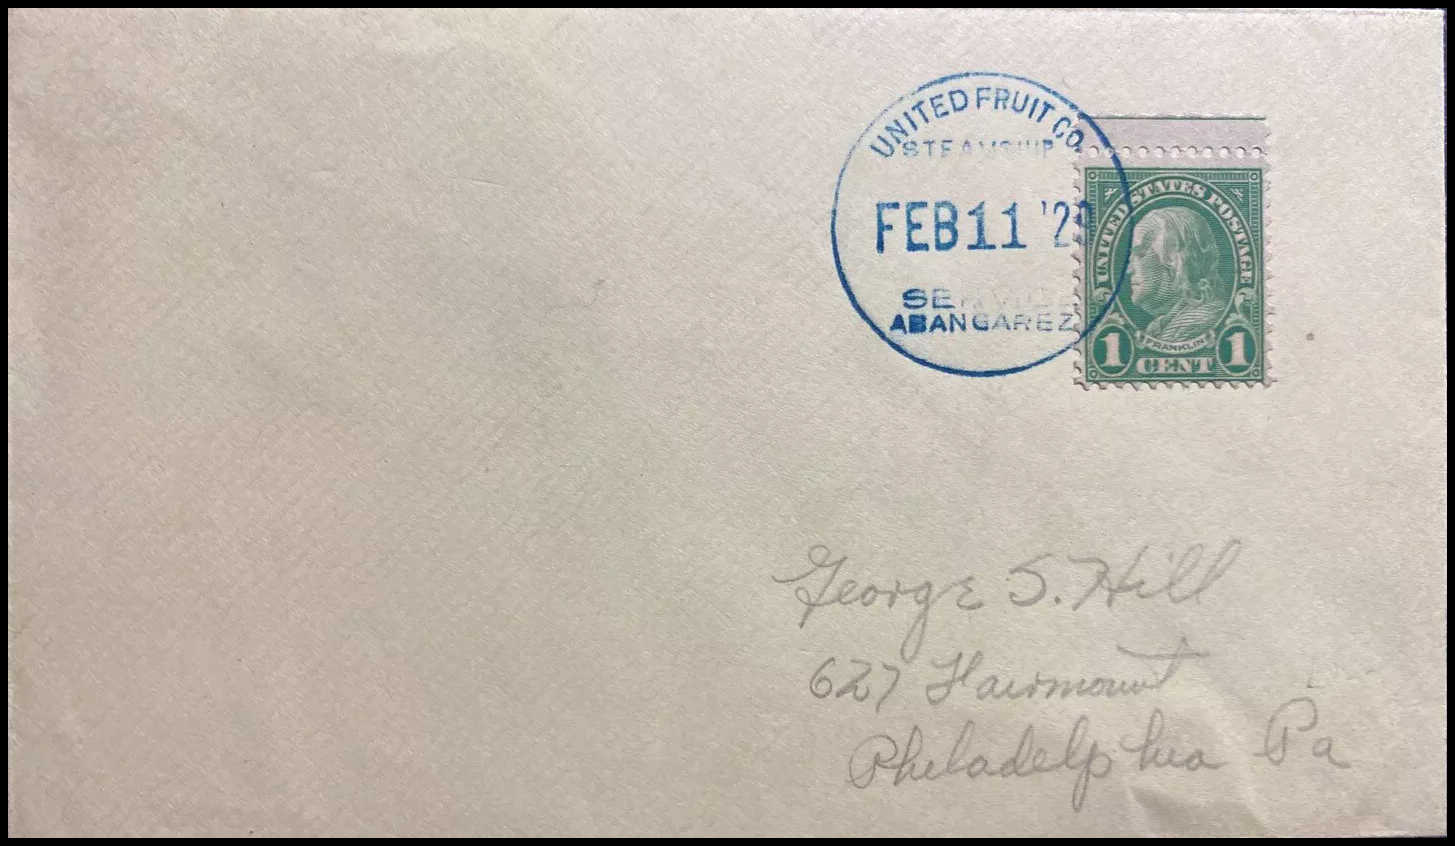 UNITED FRUIT CO.
STEAMSHIP
FEB 11 '29
SERVICE
ABANGAREZ
UNITED STATES POSTAGE
FRANKLIN
1 CENT 1
George S. Hill
627 Fairmount
Philadelphia Pa